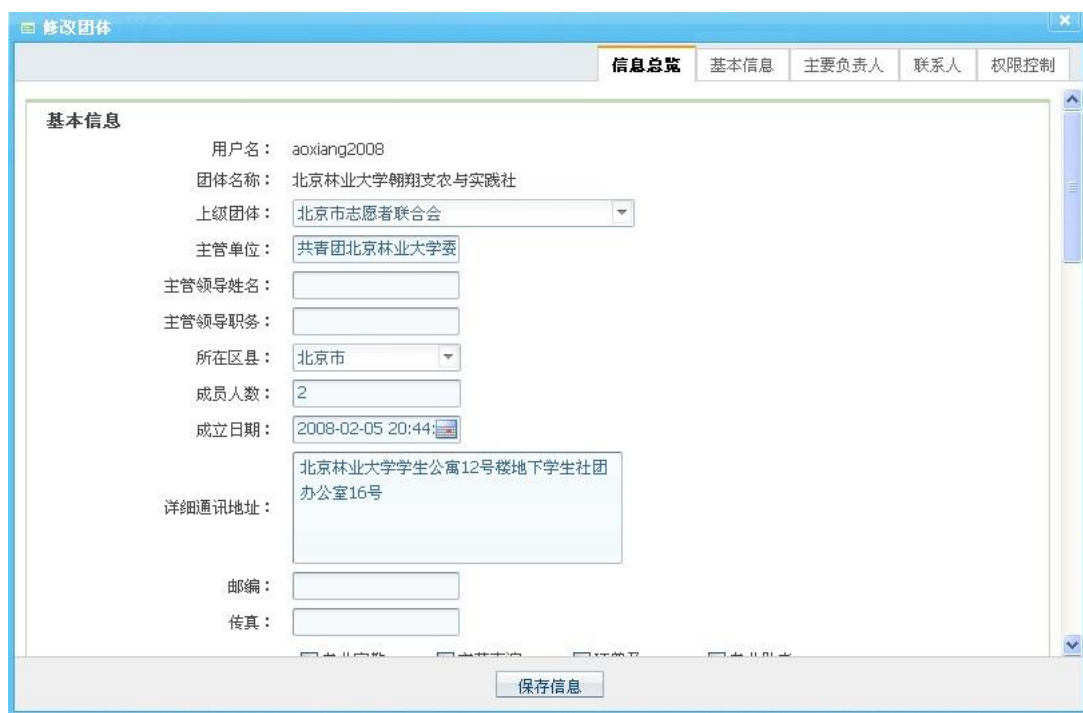 修改团体
信息总览 基本信息 主要负责人 联系人 权限控制
基本信息
用户名： aoxiang2008
团体名称： 北京林业大学翱翔支农与实践社
上级团体： 北京市志愿者联合会
主管单位： 共青团北京林业大学委
主管领导姓名：
主管领导职务：
所在区县： 北京市
成员人数： 2
成立日期： 2008-02-05 20:44:
详细通讯地址： 北京林业大学学生公寓12号楼地下学生社团
办公室16号
邮编：
传真：
保存信息